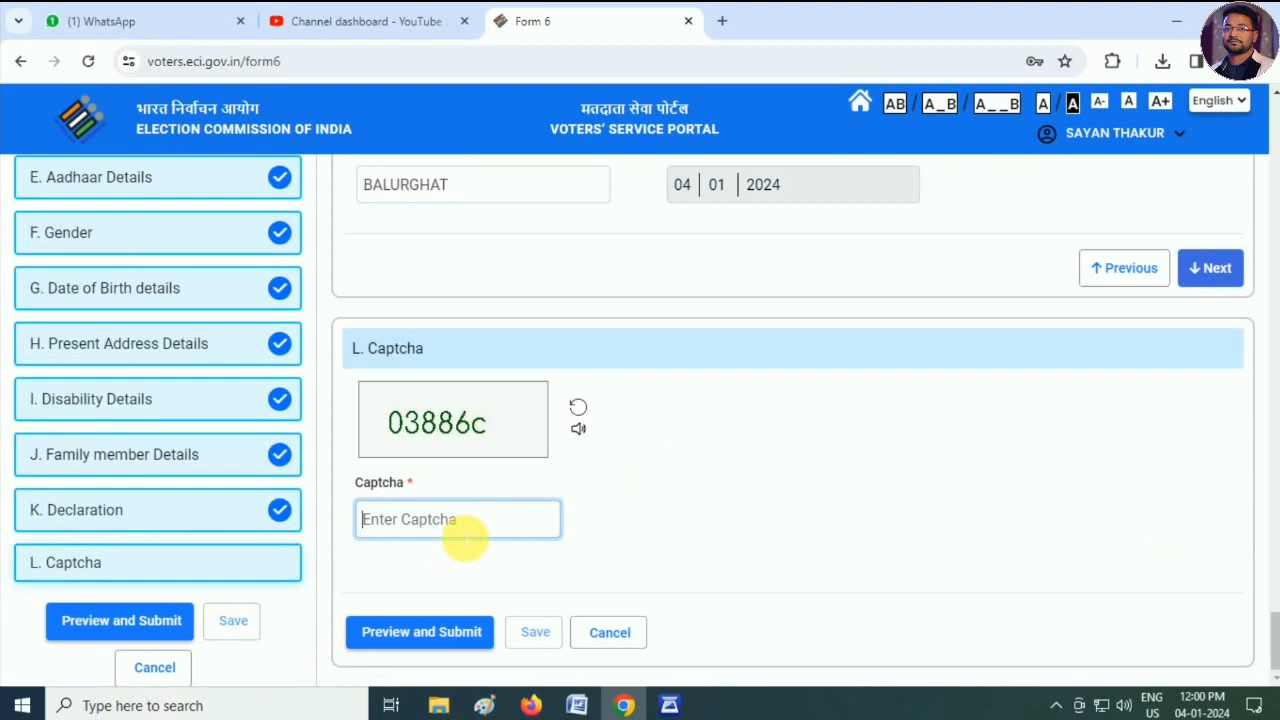 (1) WhatsApp
Channel dashboard - YouTube
Form 6
voters.eci.gov.in/form6
भारत निर्वाचन आयोग
ELECTION COMMISSION OF INDIA
मतदाता सेवा पोर्टल
VOTERS' SERVICE PORTAL
AB / A_B / A__B A / A A- A A+ English
SAYAN THAKUR
E. Aadhaar Details
F. Gender
G. Date of Birth details
H. Present Address Details
I. Disability Details
J. Family member Details
K. Declaration
L. Captcha
Preview and Submit Save
Cancel
BALURGHAT 04 01 2024
Previous Next
L. Captcha
03886c
Captcha *
Enter Captcha
Preview and Submit Save Cancel
Type here to search
ENG
US
12:00 PM
04-01-2024